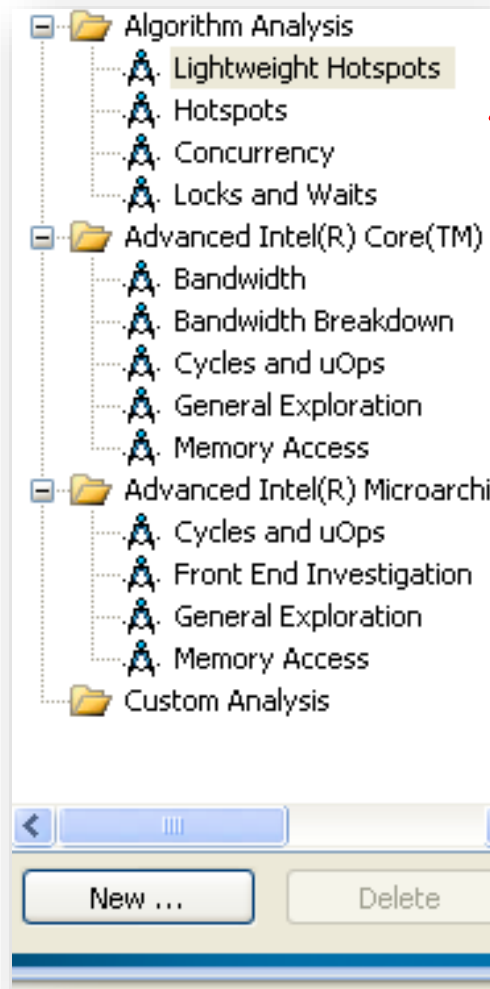 Algorithm Analysis
Lightweight Hotspots
Hotspots
Concurrency
Locks and Waits
Advanced Intel(R) Core(TM)
Bandwidth
Bandwidth Breakdown
Cycles and uOps
General Exploration
Memory Access
Advanced Intel(R) Microarchi
Cycles and uOps
Front End Investigation
General Exploration
Memory Access
Custom Analysis
New ... Delete